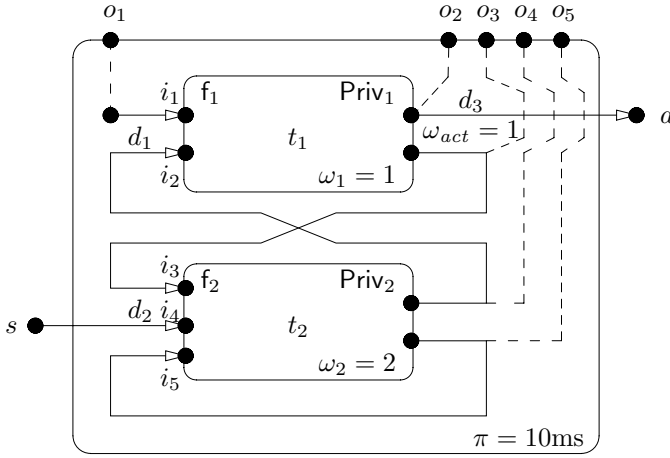 o₁ o₂ o₃ o₄ o₅
i₁ f₁ Priv₁ d₃
d₁ t₁ ω_act = 1
i₂ ω₁ = 1
i₃ f₂ Priv₂
s d₂ i₄ t₂
i₅ ω₂ = 2
π = 10ms